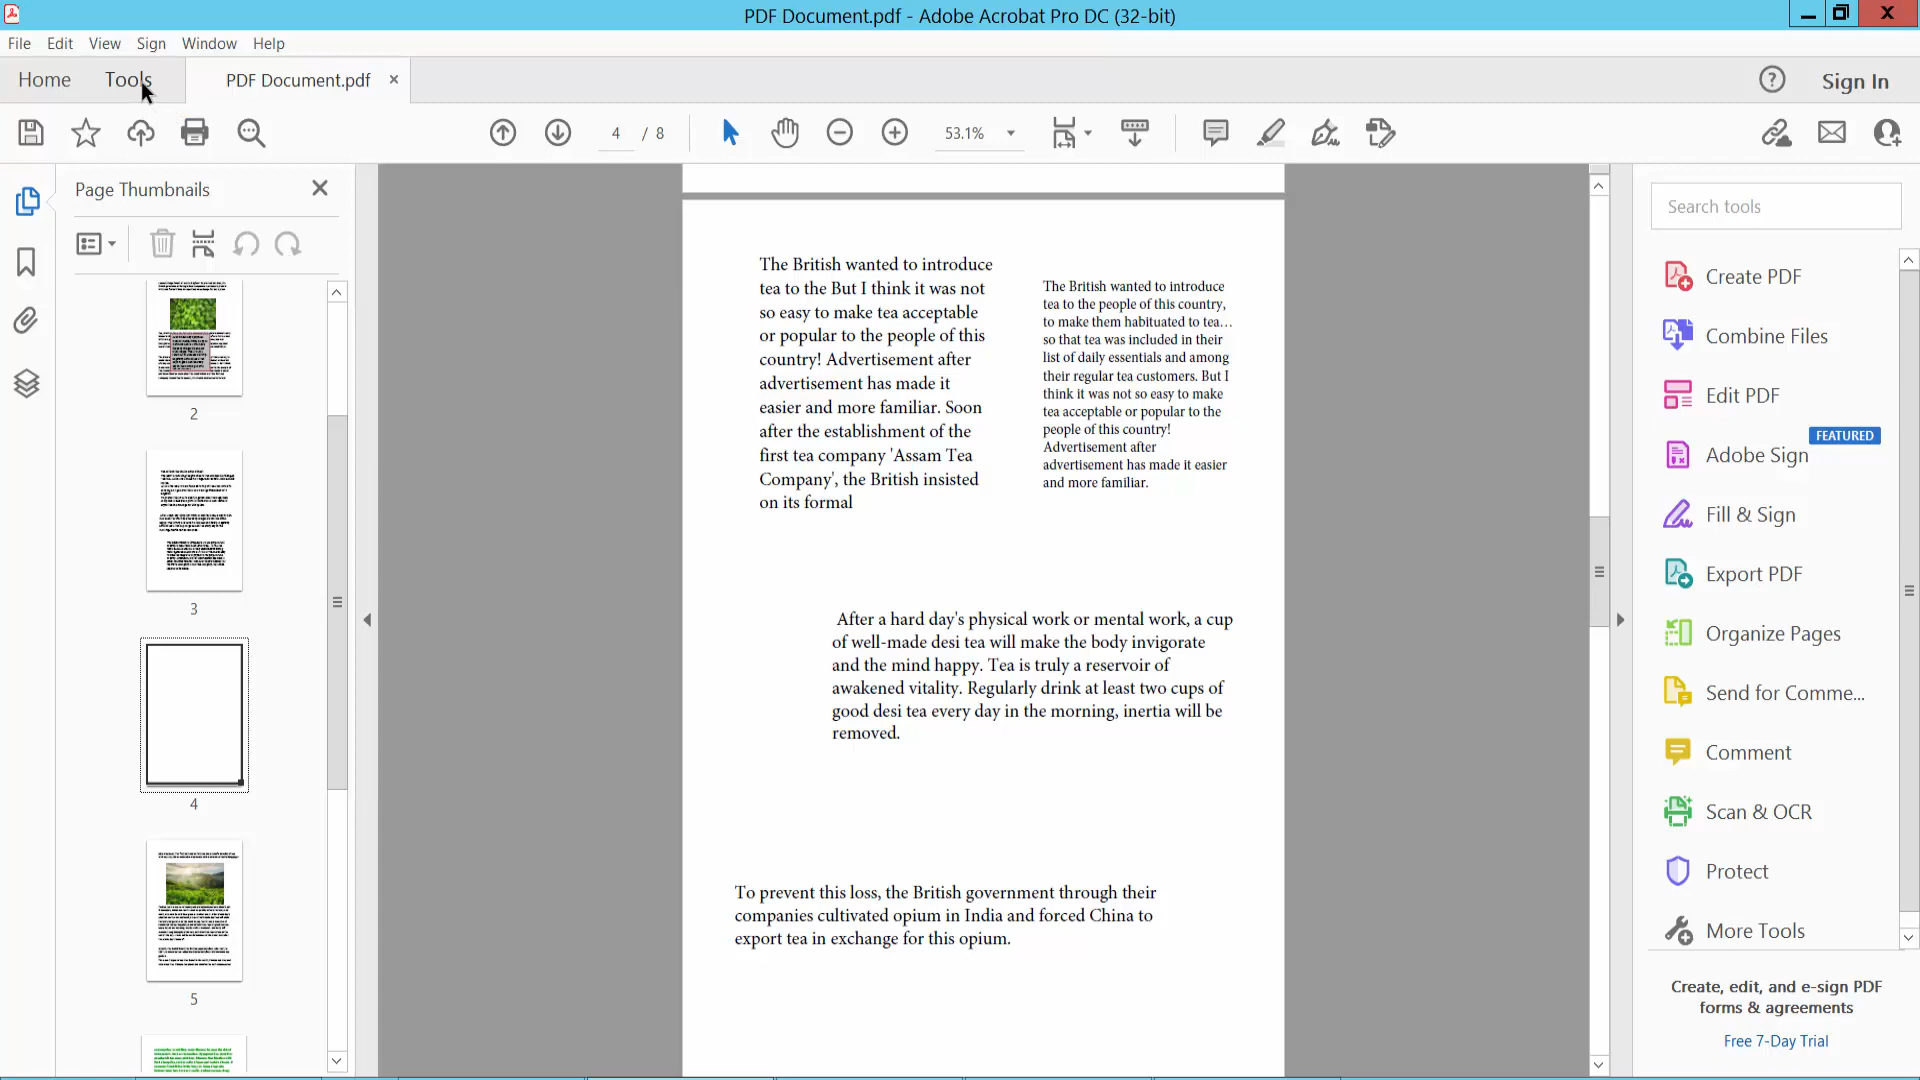 PDF Document.pdf - Adobe Acrobat Pro DC (32-bit)
File Edit View Sign Window Help
Home Tools PDF Document.pdf × Sign In
4 / 8 53.1%
Page Thumbnails
2
3
4
5
The British wanted to introduce
tea to the But I think it was not
so easy to make tea acceptable
or popular to the people of this
country! Advertisement after
advertisement has made it
easier and more familiar. Soon
after the establishment of the
first tea company 'Assam Tea
Company', the British insisted
on its formal
The British wanted to introduce
tea to the people of this country,
to make them habituated to tea...
so that tea was included in their
list of daily essentials and among
their regular tea customers. But I
think it was not so easy to make
tea acceptable or popular to the
people of this country!
Advertisement after
advertisement has made it easier
and more familiar.
After a hard day's physical work or mental work, a cup
of well-made desi tea will make the body invigorate
and the mind happy. Tea is truly a reservoir of
awakened vitality. Regularly drink at least two cups of
good desi tea every day in the morning, inertia will be
removed.
To prevent this loss, the British government through their
companies cultivated opium in India and forced China to
export tea in exchange for this opium.
Search tools
Create PDF
Combine Files
Edit PDF
FEATURED
Adobe Sign
Fill & Sign
Export PDF
Organize Pages
Send for Comme...
Comment
Scan & OCR
Protect
More Tools
Create, edit, and e-sign PDF
forms & agreements
Free 7-Day Trial